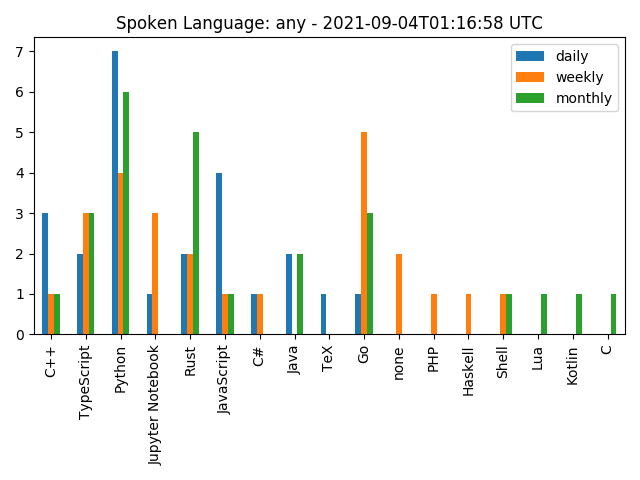 Spoken Language: any - 2021-09-04T01:16:58 UTC
daily
weekly
monthly
7
6
5
4
3
2
1
0
C++
TypeScript
Python
Jupyter Notebook
Rust
JavaScript
C#
Java
TeX
Go
none
PHP
Haskell
Shell
Lua
Kotlin
C